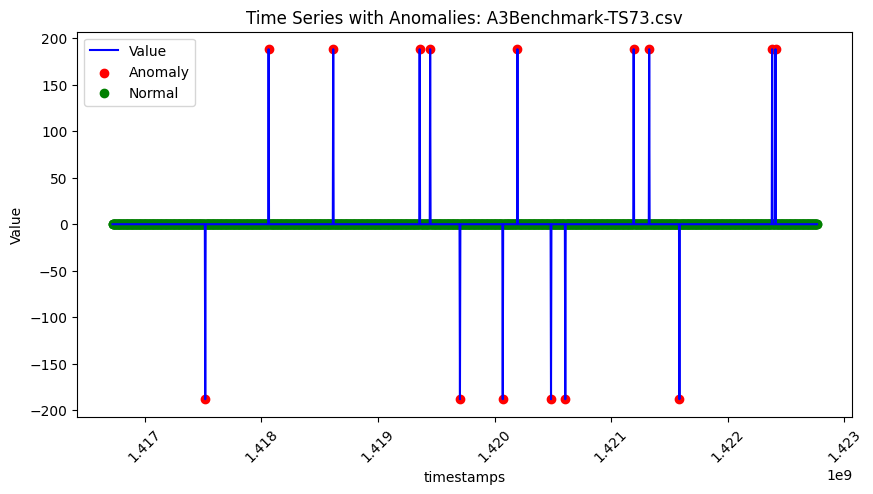 Time Series with Anomalies: A3Benchmark-TS73.csv
Value
Anomaly
Normal
Value
200
150
100
50
0
−50
−100
−150
−200
1.417
1.418
1.419
1.420
1.421
1.422
1.423
1e9
timestamps